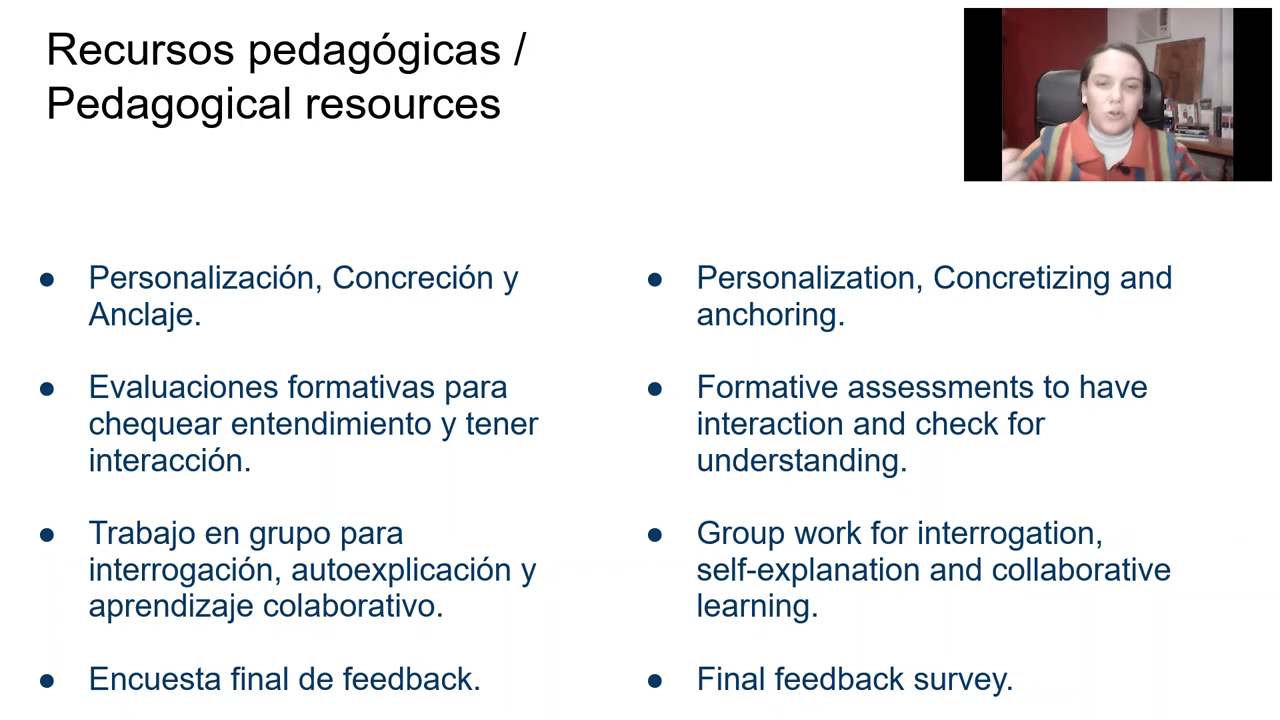 Recursos pedagógicas /
Pedagogical resources
● Personalización, Concreción y
Anclaje.
● Evaluaciones formativas para
chequear entendimiento y tener
interacción.
● Trabajo en grupo para
interrogación, autoexplicación y
aprendizaje colaborativo.
● Encuesta final de feedback.
● Personalization, Concretizing and
anchoring.
● Formative assessments to have
interaction and check for
understanding.
● Group work for interrogation,
self-explanation and collaborative
learning.
● Final feedback survey.